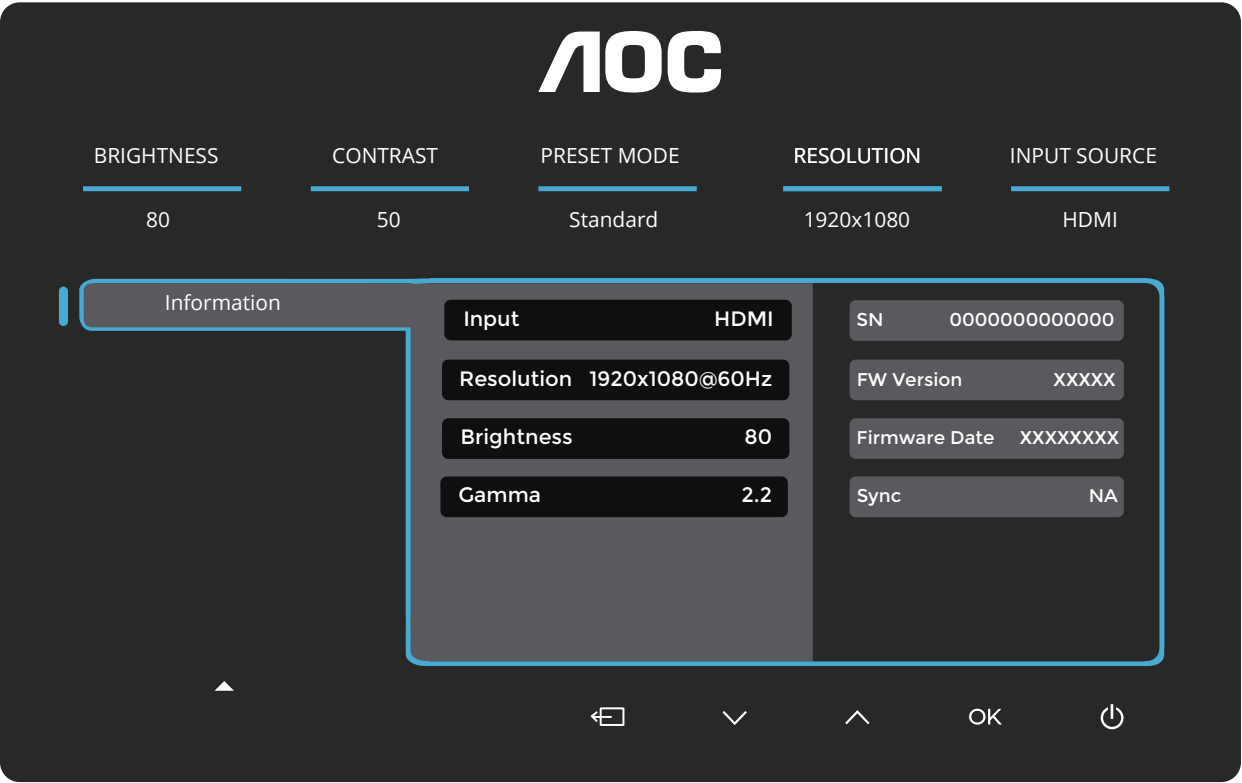 AOC
BRIGHTNESS CONTRAST PRESET MODE RESOLUTION INPUT SOURCE
80 50 Standard 1920x1080 HDMI
Information
Input HDMI SN 0000000000000
Resolution 1920x1080@60Hz FW Version XXXXX
Brightness 80 Firmware Date XXXXXXXX
Gamma 2.2 Sync NA
OK